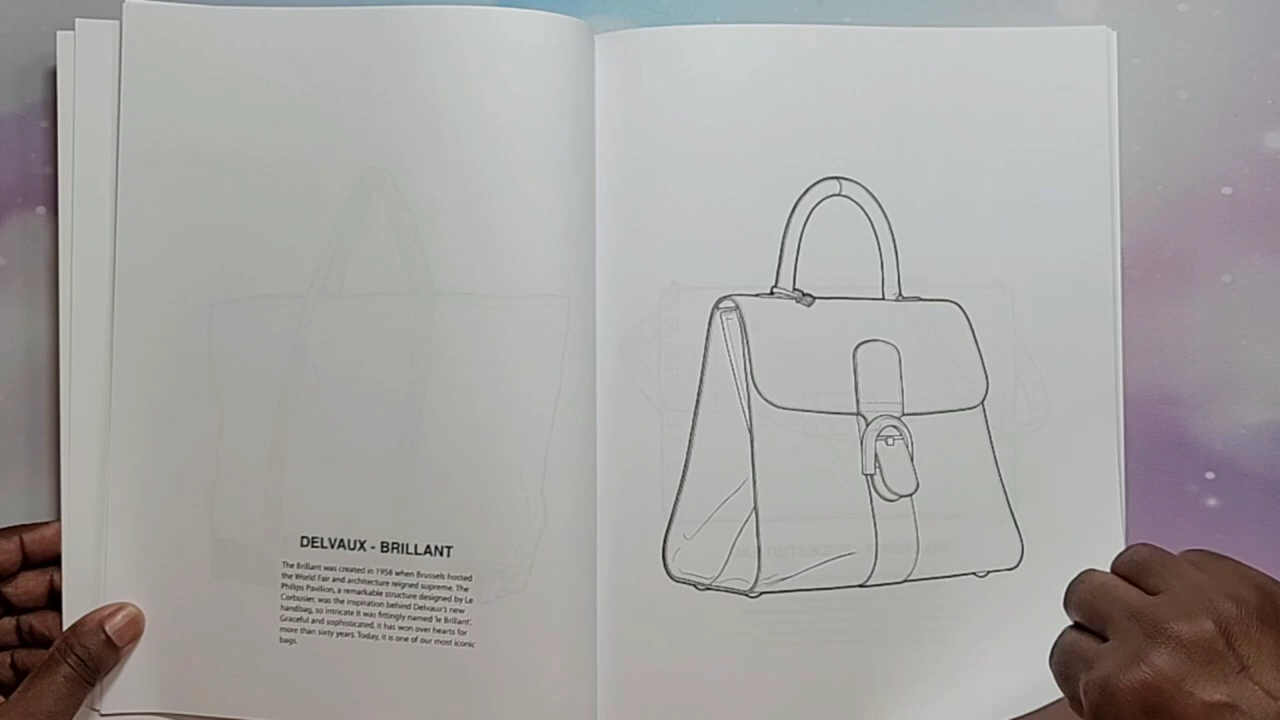 DELVAUX - BRILLANT
The Brillant was created in 1958 when Brussels hosted
the World Fair and architecture reigned supreme. The
Philips Pavilion, a remarkable structure designed by Le
Corbusier, was the inspiration behind Delvaux's new
handbag, so intricate it was fittingly named 'le Brillant'.
Graceful and sophisticated, it has won over hearts for
more than sixty years. Today, it is one of our most iconic
bags.